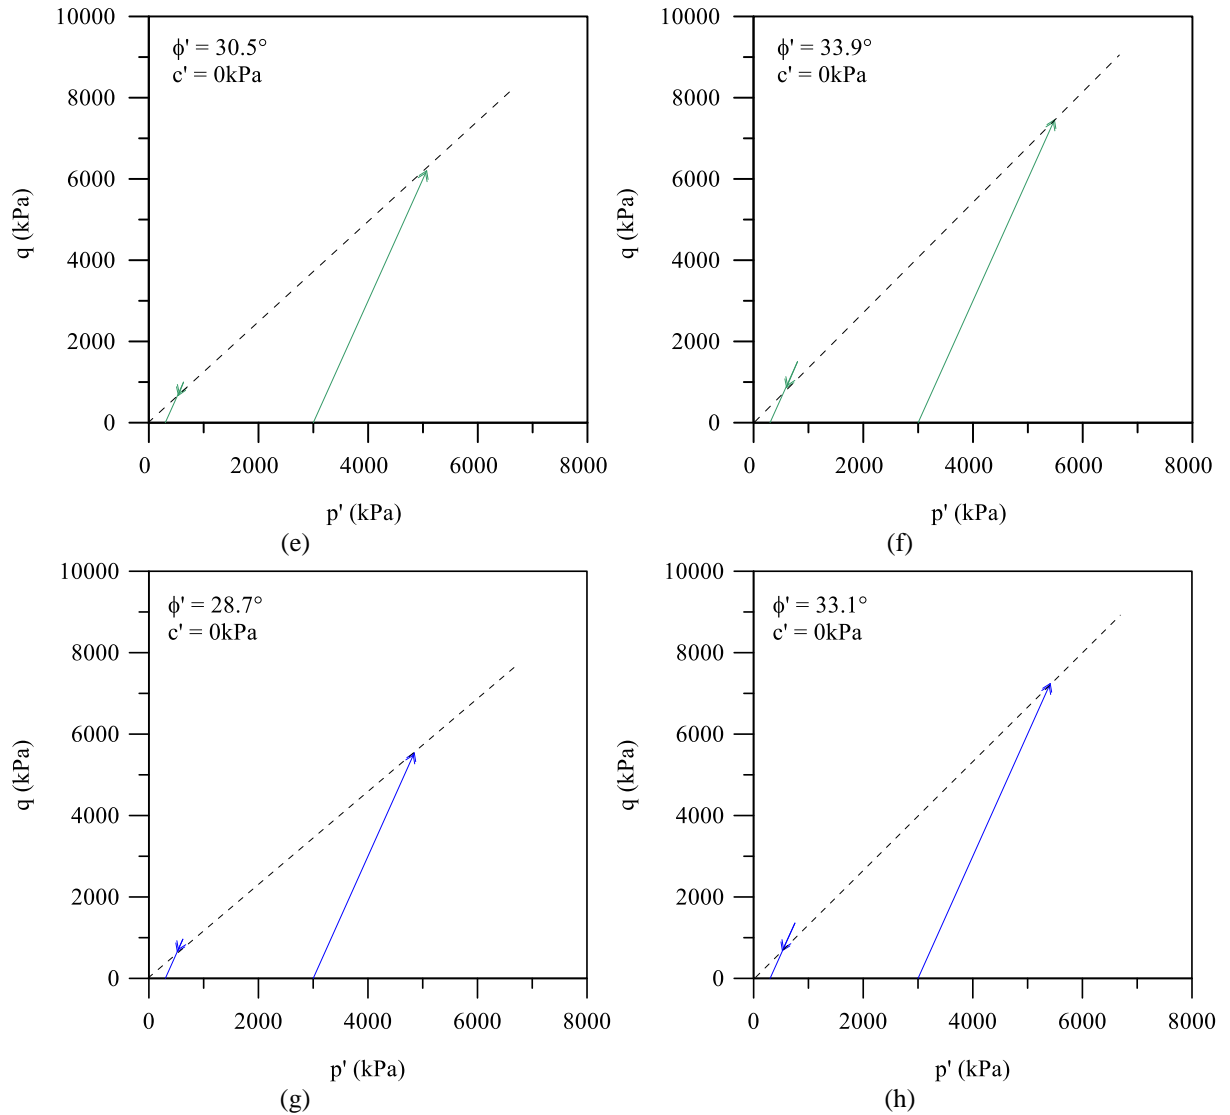 10000
8000
6000
4000
2000
0
q (kPa)
ϕ' = 30.5°
c' = 0kPa
0 2000 4000 6000 8000
p' (kPa)
(e)
10000
8000
6000
4000
2000
0
q (kPa)
ϕ' = 33.9°
c' = 0kPa
0 2000 4000 6000 8000
p' (kPa)
(f)
10000
8000
6000
4000
2000
0
q (kPa)
ϕ' = 28.7°
c' = 0kPa
0 2000 4000 6000 8000
p' (kPa)
(g)
10000
8000
6000
4000
2000
0
q (kPa)
ϕ' = 33.1°
c' = 0kPa
0 2000 4000 6000 8000
p' (kPa)
(h)